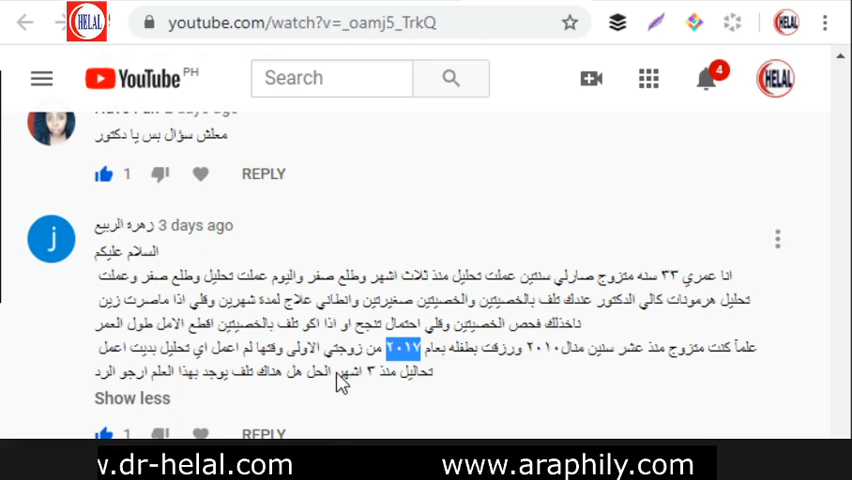 HELAL
youtube.com/watch?v=_oamj5_TrkQ
HELAL
YouTube PH
Search
4
HELAL
معلش سؤال بس يا دكتور
1
REPLY
j
زهرة الربيع 3 days ago
السلام عليكم
انا عمري ٣٣ سنه متزوج صارلي سنتين عملت تحليل منذ ثلاث اشهر وطلع صفر واليوم عملت تحليل وطلع صفر وعملت
تحليل هرمونات كالي الدكتور عندك تلف بالخصيتين والخصيتين صغيرتين وانطاني علاج لمدة شهرين وقلي اذا ماصرت زين
ناخذلك فحص الخصيتين وقلي احتمال تنجح او اذا اكو تلف بالخصيتين اقطع الامل طول العمر
علماً كنت متزوج منذ عشر سنين منال٢٠١٠ ورزقت بطفله بعام ٢٠١٧ من زوجتي الاولى وقتها لم اعمل اي تحليل بديت اعمل
تحاليل منذ ٣ اشهر الحل هل هناك تلف يوجد بهذا العلم ارجو الرد
Show less
1
REPLY
w.dr-helal.com
www.araphily.com